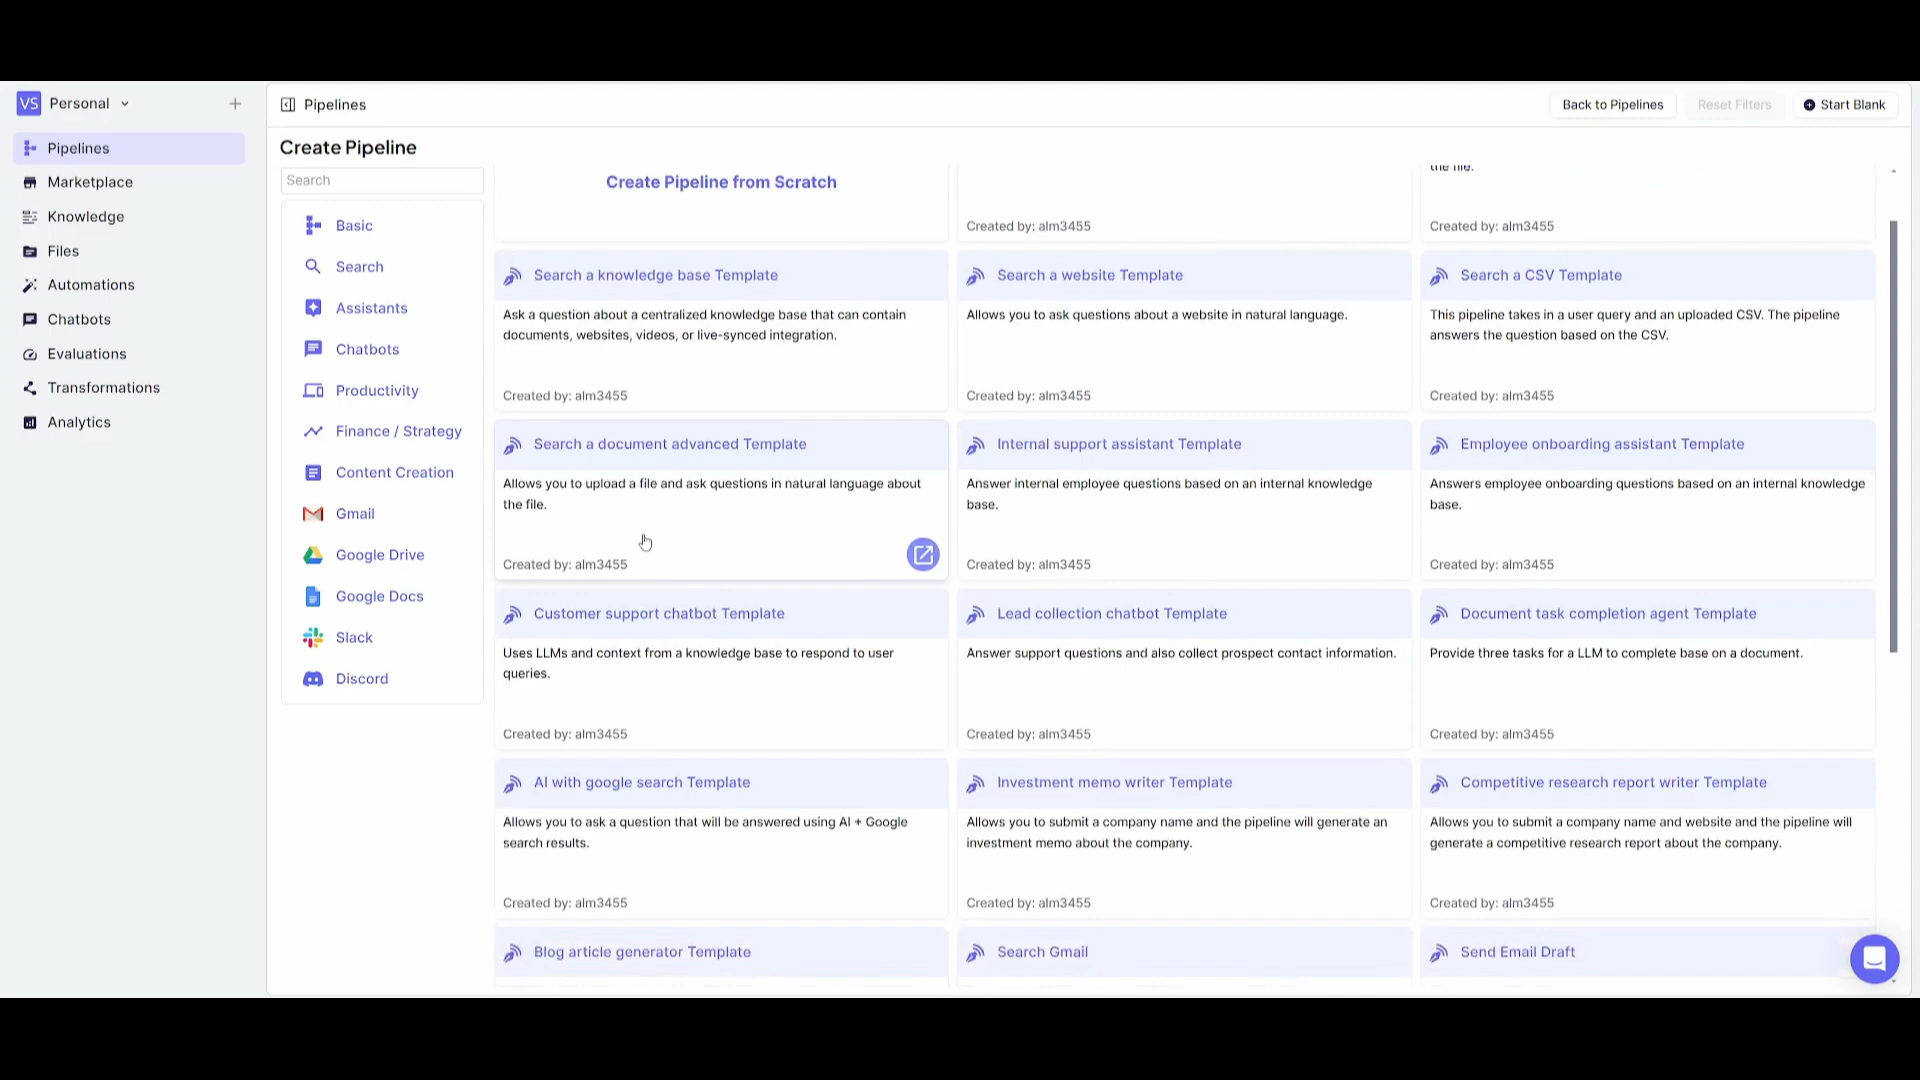 VS Personal
Pipelines
Back to Pipelines
Reset Filters
Start Blank
Pipelines
Marketplace
Knowledge
Files
Automations
Chatbots
Evaluations
Transformations
Analytics
Create Pipeline
Search
Basic
Search
Assistants
Chatbots
Productivity
Finance / Strategy
Content Creation
Gmail
Google Drive
Google Docs
Slack
Discord
Create Pipeline from Scratch
Created by: alm3455
the file.
Created by: alm3455
Search a knowledge base Template
Ask a question about a centralized knowledge base that can contain
documents, websites, videos, or live-synced integration.
Created by: alm3455
Search a website Template
Allows you to ask questions about a website in natural language.
Created by: alm3455
Search a CSV Template
This pipeline takes in a user query and an uploaded CSV. The pipeline
answers the question based on the CSV.
Created by: alm3455
Search a document advanced Template
Allows you to upload a file and ask questions in natural language about
the file.
Created by: alm3455
Internal support assistant Template
Answer internal employee questions based on an internal knowledge
base.
Created by: alm3455
Employee onboarding assistant Template
Answers employee onboarding questions based on an internal knowledge
base.
Created by: alm3455
Customer support chatbot Template
Uses LLMs and context from a knowledge base to respond to user
queries.
Created by: alm3455
Lead collection chatbot Template
Answer support questions and also collect prospect contact information.
Created by: alm3455
Document task completion agent Template
Provide three tasks for a LLM to complete base on a document.
Created by: alm3455
AI with google search Template
Allows you to ask a question that will be answered using AI + Google
search results.
Created by: alm3455
Investment memo writer Template
Allows you to submit a company name and the pipeline will generate an
investment memo about the company.
Created by: alm3455
Competitive research report writer Template
Allows you to submit a company name and website and the pipeline will
generate a competitive research report about the company.
Created by: alm3455
Blog article generator Template
Search Gmail
Send Email Draft